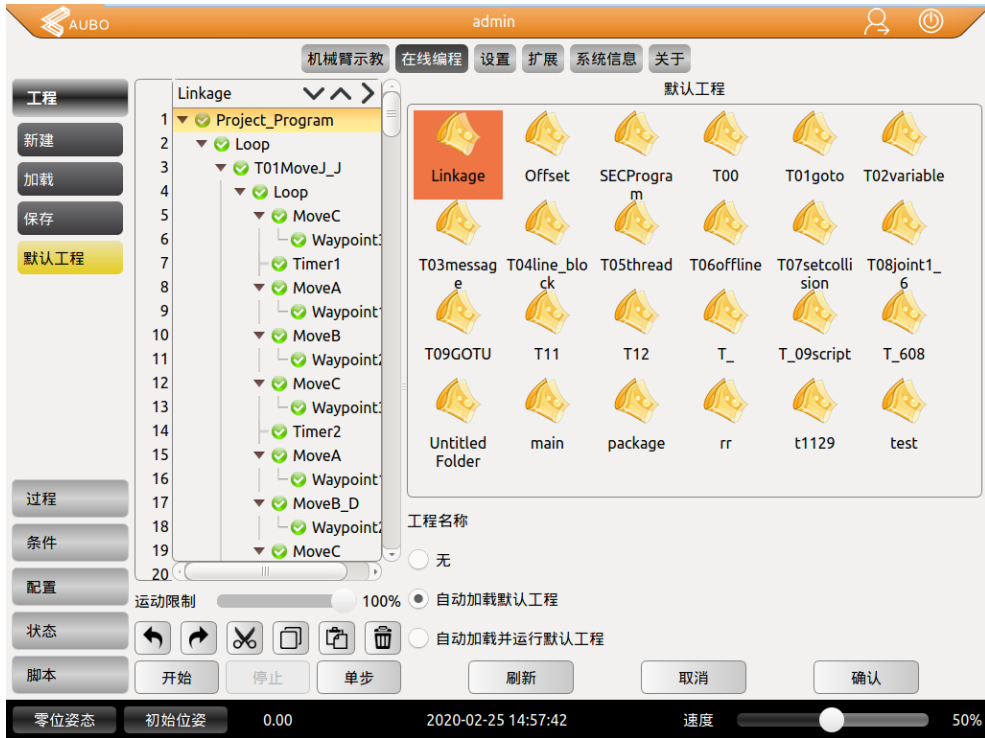 AUBO
admin
机械臂示教 在线编程 设置 扩展 系统信息 关于
工程
新建
加载
保存
默认工程
过程
条件
配置
状态
脚本
Linkage
1 Project_Program
2 Loop
3 T01MoveJ_J
4 Loop
5 MoveC
6 Waypoint3
7 Timer1
8 MoveA
9 Waypoint1
10 MoveB
11 Waypoint2
12 MoveC
13 Waypoint3
14 Timer2
15 MoveA
16 Waypoint1
17 MoveB_D
18 Waypoint2
19 MoveC
20
运动限制 100%
开始 停止 单步
默认工程
Linkage Offset SECProgra
m T00 T01goto T02variable
T03messag
e T04line_blo
ck T05thread T06offline T07setcolli
sion T08joint1_
6
T09GOTU T11 T12 T_ T_09script T_608
Untitled
Folder main package rr t1129 test
工程名称
无
自动加载默认工程
自动加载并运行默认工程
刷新 取消 确认
零位姿态 初始位姿 0.00 2020-02-25 14:57:42 速度 50%